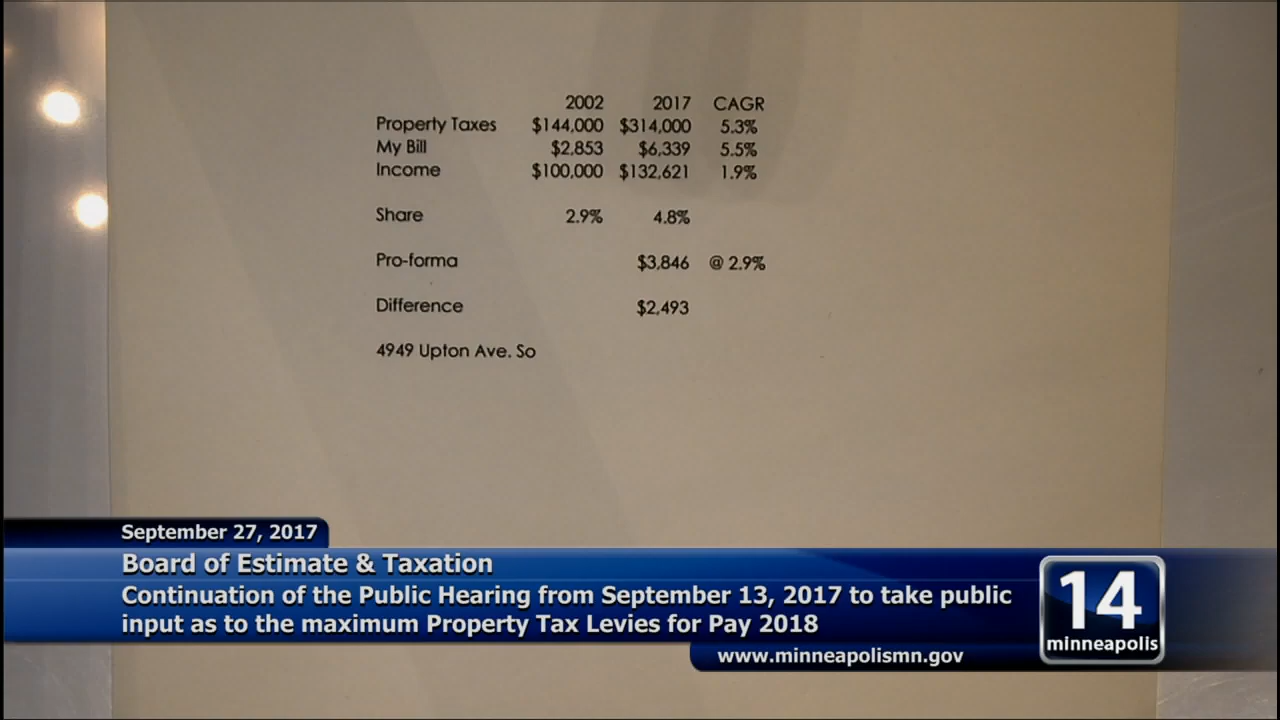 2002 2017 CAGR
Property Taxes $144,000 $314,000 5.3%
My Bill $2,853 $6,339 5.5%
Income $100,000 $132,621 1.9%
Share 2.9% 4.8%
Pro-forma $3,846 @ 2.9%
Difference $2,493
4949 Upton Ave. So
September 27, 2017
Board of Estimate & Taxation
Continuation of the Public Hearing from September 13, 2017 to take public
input as to the maximum Property Tax Levies for Pay 2018
www.minneapolismn.gov
14
minneapolis